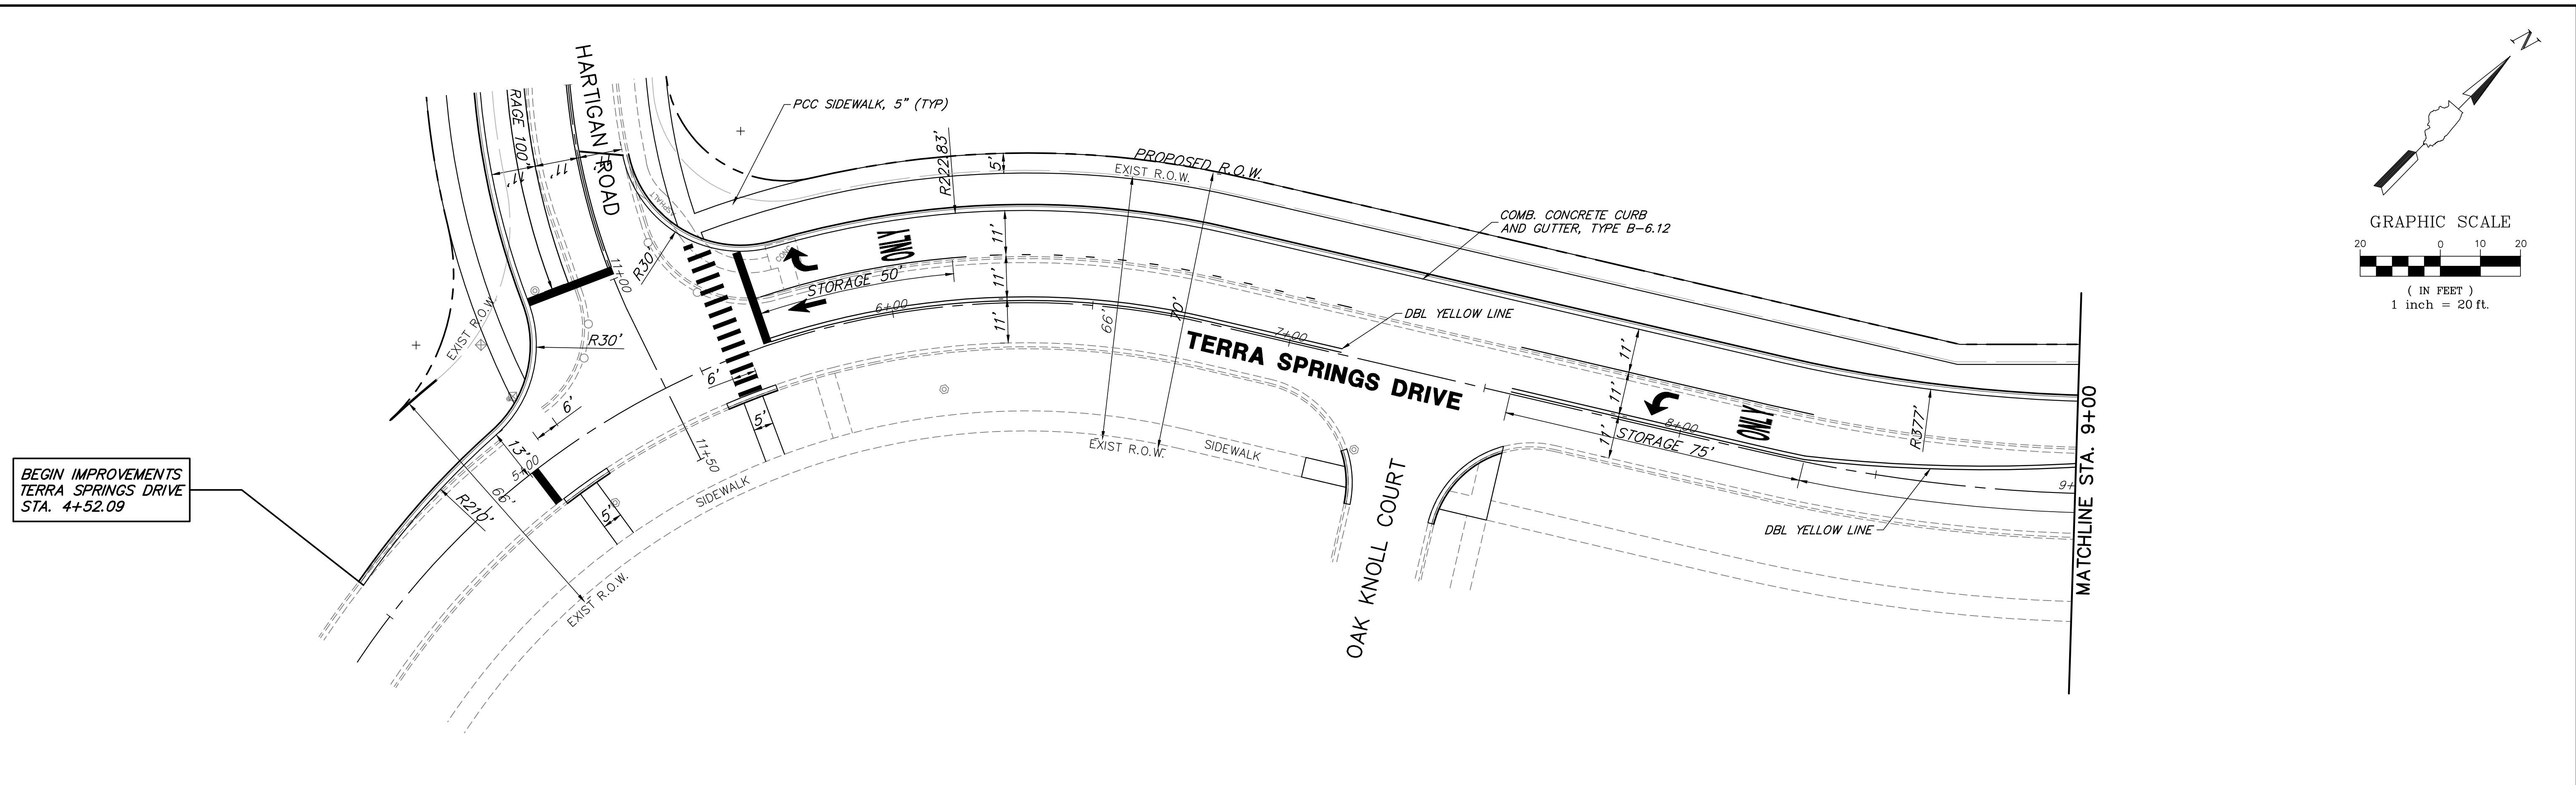 HARTIGAN ROAD
RAGE 100'
11'
11'
5'
PCC SIDEWALK, 5" (TYP)
R222.83'
5'
PROPOSED R.O.W.
EXIST R.O.W.
ASPHALT
R30'
11+00
CONC
ONLY
STORAGE 50'
6+00
11'
11'
11'
66'
70'
COMB. CONCRETE CURB
AND GUTTER, TYPE B-6.12
DBL YELLOW LINE
7+00
TERRA SPRINGS DRIVE
EXIST R.O.W.
R30'
6'
6'
5'
11+50
13'
5+00
66'
R210'
5'
SIDEWALK
EXIST R.O.W.
EXIST R.O.W.
SIDEWALK
OAK KNOLL COURT
11'
11'
11'
8+00
STORAGE 75'
ONLY
R377'
9+
DBL YELLOW LINE
MATCHLINE STA. 9+00
BEGIN IMPROVEMENTS
TERRA SPRINGS DRIVE
STA. 4+52.09
N
GRAPHIC SCALE
20 0 10 20
( IN FEET )
1 inch = 20 ft.